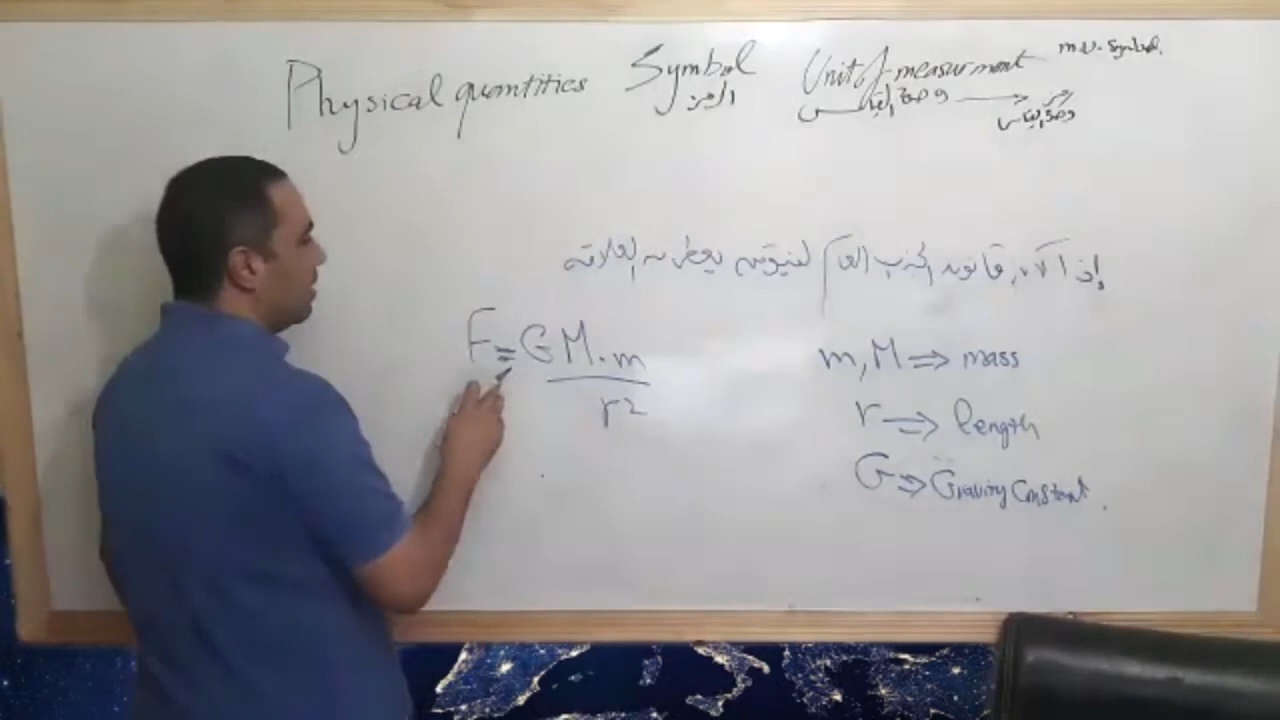 Physical quantities Symbol Unit of measurment m.u. Symbol.
الرمز وحدة القياس رمز
وحدة القياس
إذا كان قانون الجذب العام لنيوتن يعطى بالعلاقة
F = G M.m / r²
m, M ⇒ mass
r ⇒ length
G ⇒ Gravity Constant.